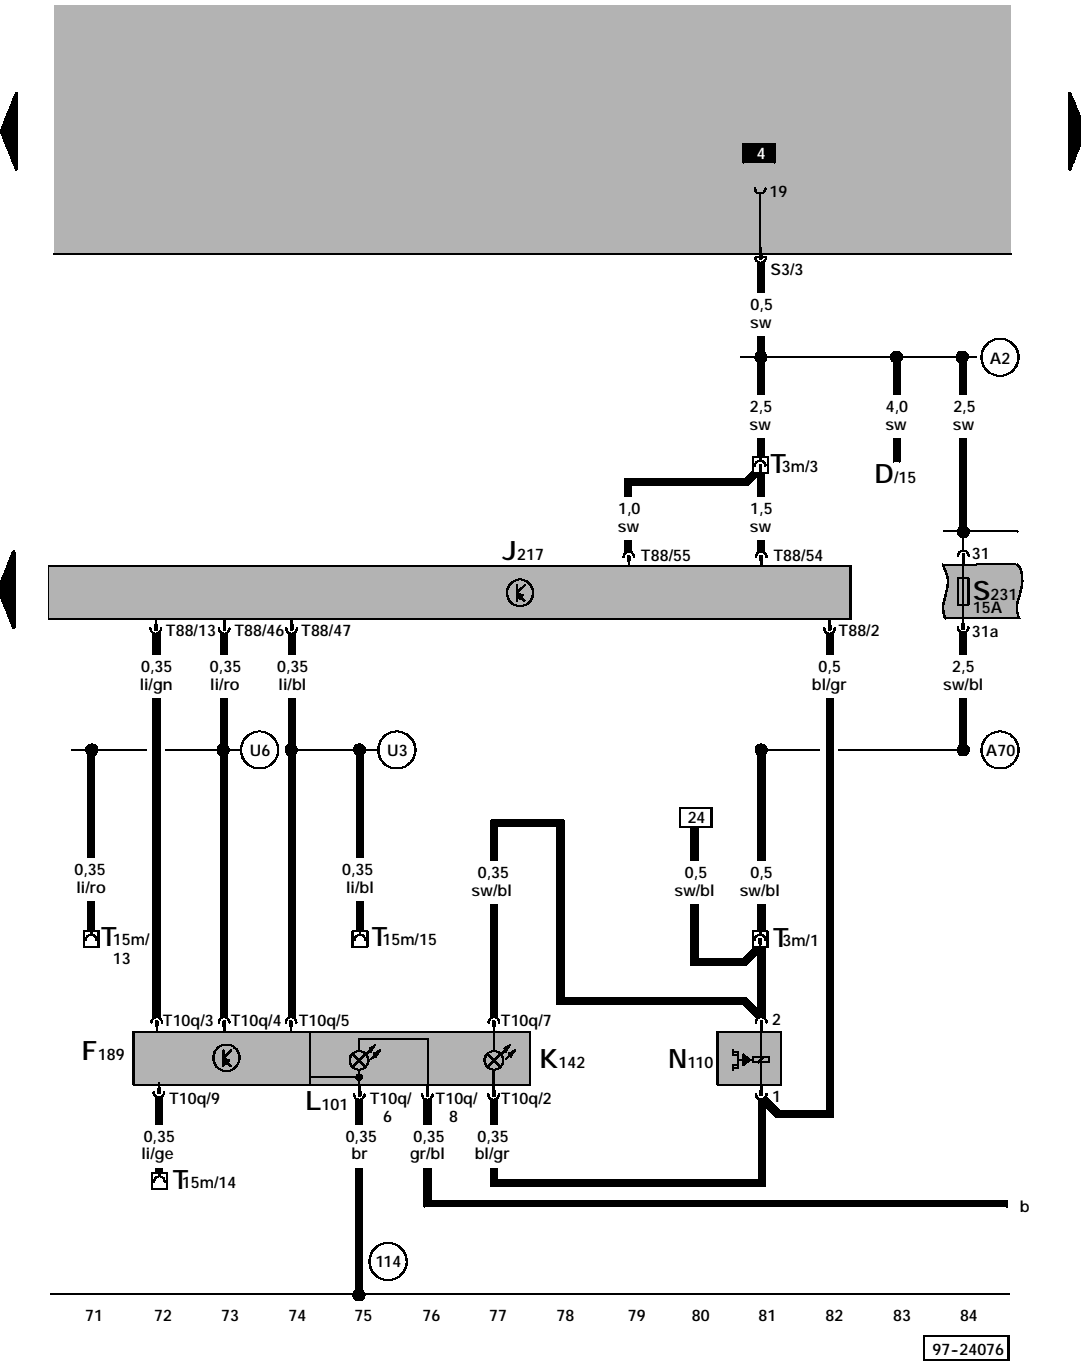 4
19
S3/3
0,5
sw
A2
2,5
sw
4,0
sw
2,5
sw
T3m/3
D/15
1,0
sw
1,5
sw
J217
T88/55
T88/54
31
S231
15A
T88/13
T88/46
T88/47
T88/2
31a
0,35
li/gn
0,35
li/ro
0,35
li/bl
0,5
bl/gr
2,5
sw/bl
U6
U3
A70
24
0,35
li/ro
0,35
li/bl
0,35
sw/bl
0,5
sw/bl
0,5
sw/bl
T15m/
13
T15m/15
T3m/1
T10q/3
T10q/4
T10q/5
T10q/7
2
F189
K142
N110
T10q/9
L101
T10q/
6
T10q/
8
T10q/2
1
0,35
li/ge
0,35
br
0,35
gr/bl
0,35
bl/gr
T15m/14
b
114
71 72 73 74 75 76 77 78 79 80 81 82 83 84
97-24076